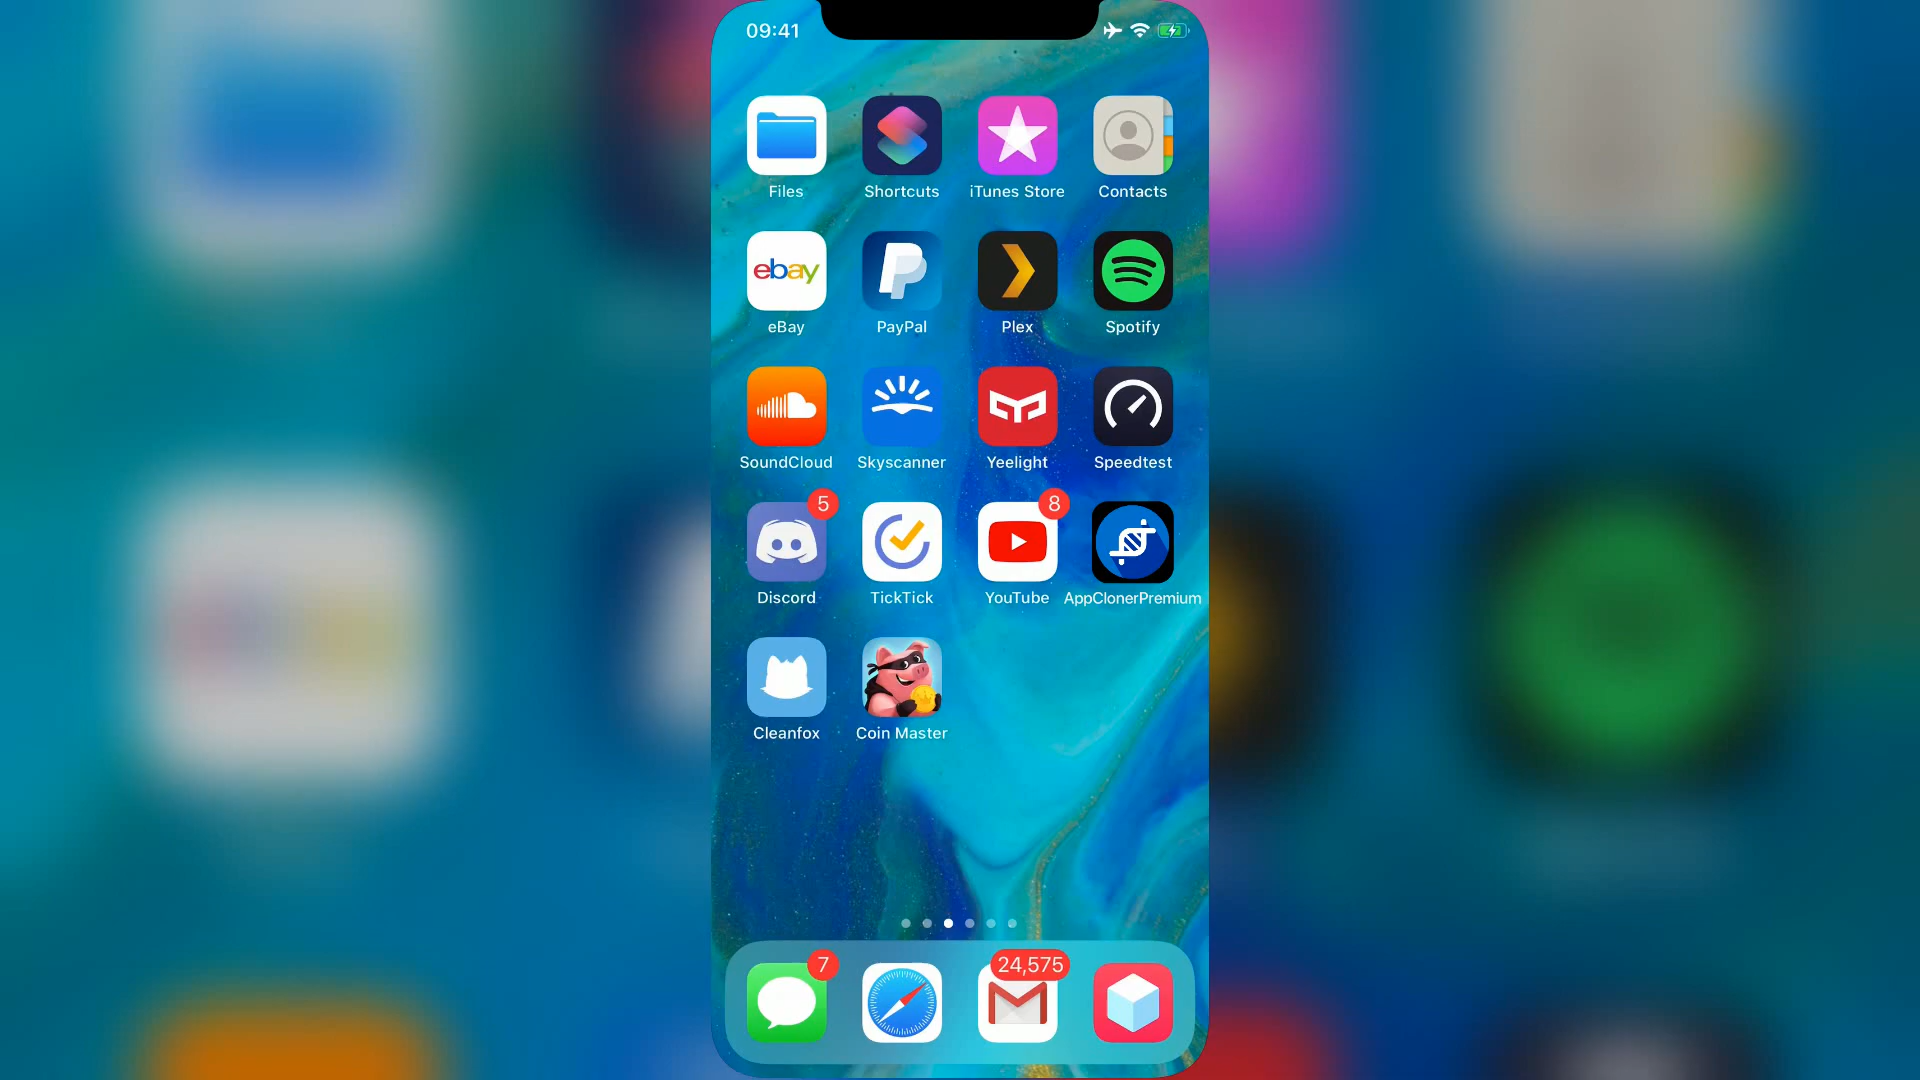 09:41
Files Shortcuts iTunes Store Contacts
ebay
eBay PayPal Plex Spotify
SoundCloud Skyscanner Yeelight Speedtest
5 8
Discord TickTick YouTube AppClonerPremium
Cleanfox Coin Master
7 24,575